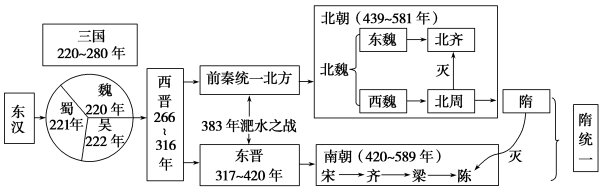 三国
220~280 年
东汉
魏
220 年
蜀
221年
吴
222 年
西晋
266
~
316
年
前秦统一北方
383 年淝水之战
东晋
317~420 年
北朝（439~581 年）
北魏
东魏
北齐
灭
西魏
北周
隋
灭
南朝（420~589 年）
宋
齐
梁
陈
隋统一